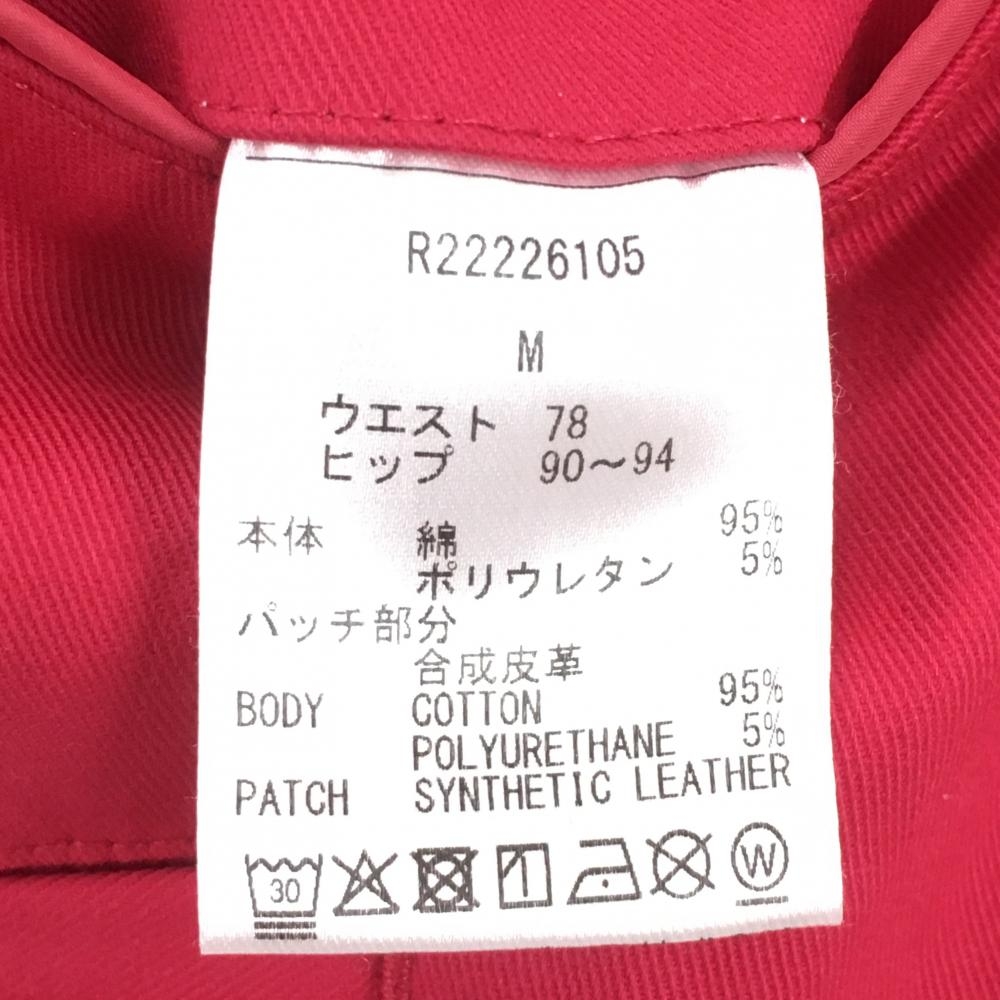 R22226105
M
ウエスト 78
ヒップ 90～94
本体 綿 95%
ポリウレタン 5%
パッチ部分
合成皮革
BODY COTTON 95%
POLYURETHANE 5%
PATCH SYNTHETIC LEATHER
30 W